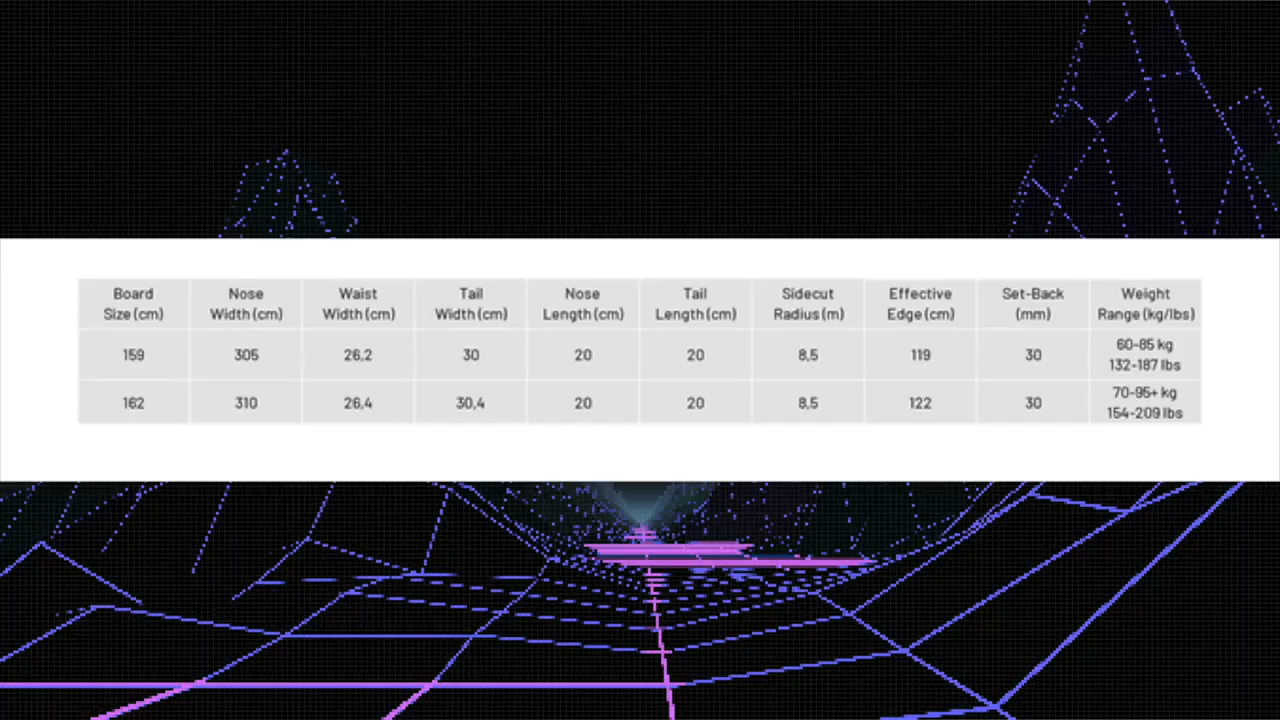 Board Size (cm) Nose Width (cm) Waist Width (cm) Tail Width (cm) Nose Length (cm) Tail Length (cm) Sidecut Radius (m) Effective Edge (cm) Set-Back (mm) Weight Range (kg/lbs)
159 305 26,2 30 20 20 8,5 119 30 60-85 kg 132-187 lbs
162 310 26,4 30,4 20 20 8,5 122 30 70-95+ kg 154-209 lbs